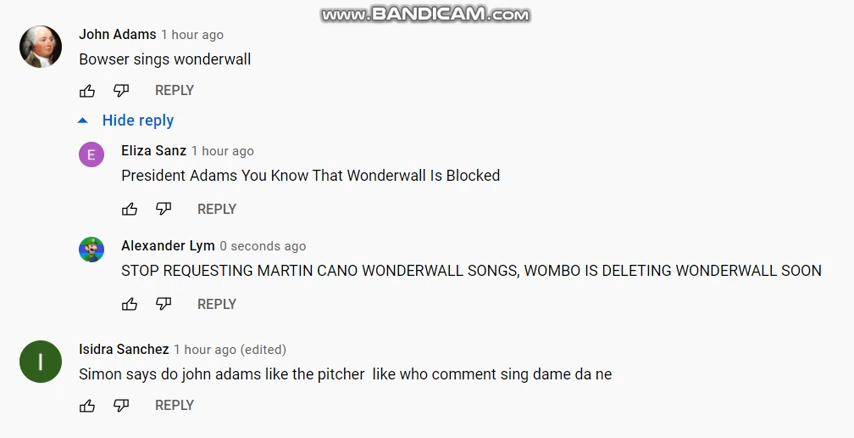 www.BANDICAM.com
John Adams 1 hour ago
Bowser sings wonderwall
REPLY
Hide reply
E
Eliza Sanz 1 hour ago
President Adams You Know That Wonderwall Is Blocked
REPLY
Alexander Lym 0 seconds ago
STOP REQUESTING MARTIN CANO WONDERWALL SONGS, WOMBO IS DELETING WONDERWALL SOON
REPLY
I
Isidra Sanchez 1 hour ago (edited)
Simon says do john adams like the pitcher  like who comment sing dame da ne
REPLY